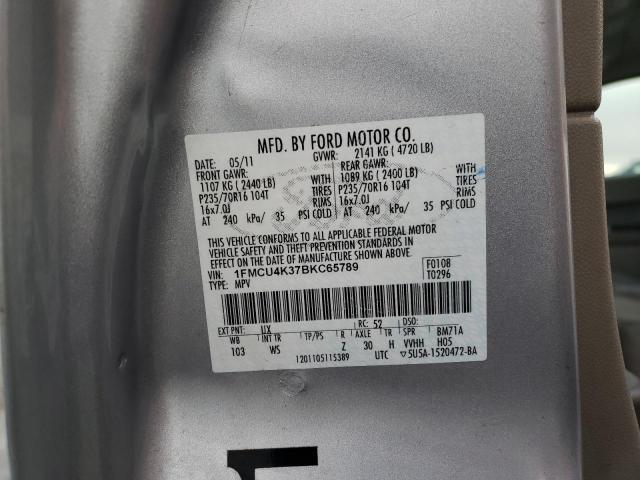 MFD. BY FORD MOTOR CO.
DATE 05/11 GVWR: 2141 KG ( 4720 LB)
FRONT GAWR: REAR GAWR:
1107 KG ( 2440 LB) WITH 1089 KG ( 2400 LB) WITH
P235/70R16 104T TIRES P235/70R16 104T TIRES
16x7.0J RIMS 16x7.0J RIMS
AT 240 kPa/ 35 PSI COLD AT 240 kPa/ 35 PSI COLD
THIS VEHICLE CONFORMS TO ALL APPLICABLE FEDERAL MOTOR
VEHICLE SAFETY AND THEFT PREVENTION STANDARDS IN
EFFECT ON THE DATE OF MANUFACTURE SHOWN ABOVE.
VIN: 1FMCU4K37BKC65789 F0108
TYPE: MPV T0296
EXT PNT: UX RC: 52 DSO:
WB INT TR TP/PS R AXLE TR SPR BM71A
103 WS Z 30 H VVHH H05
1201105115389 UTC ▽5U5A-1520472-BA